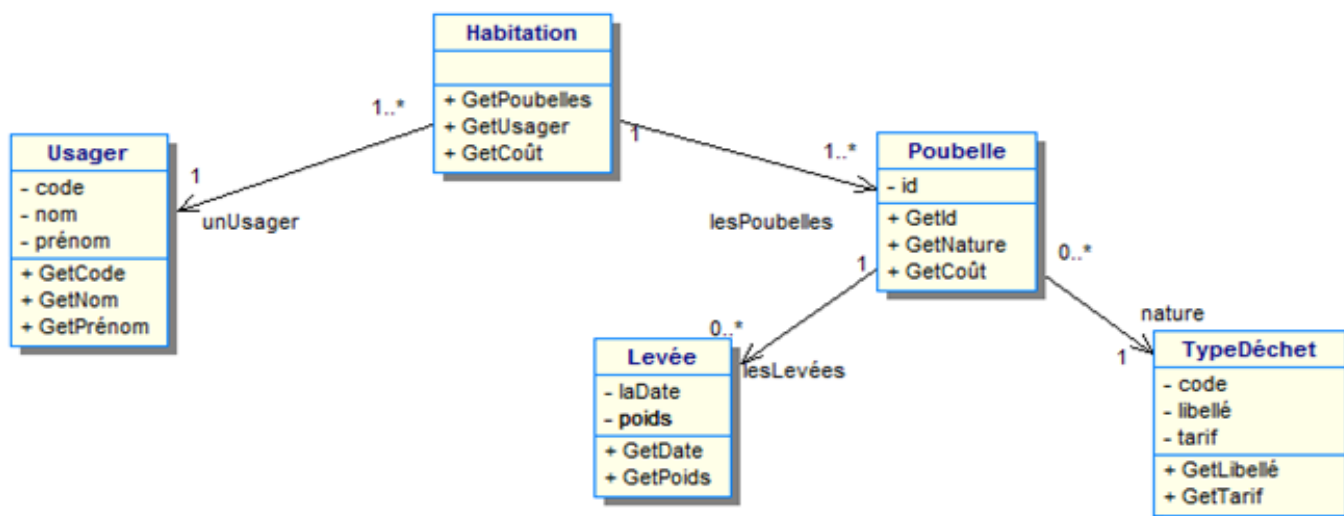 Habitation
+ GetPoubelles
+ GetUsager
+ GetCoût
1..*
1
unUsager
Usager
- code
- nom
- prénom
+ GetCode
+ GetNom
+ GetPrénom
1
1..*
lesPoubelles
Poubelle
- id
+ GetId
+ GetNature
+ GetCoût
1
0..*
lesLevées
Levée
- laDate
- poids
+ GetDate
+ GetPoids
0..*
nature
1
TypeDéchet
- code
- libellé
- tarif
+ GetLibellé
+ GetTarif